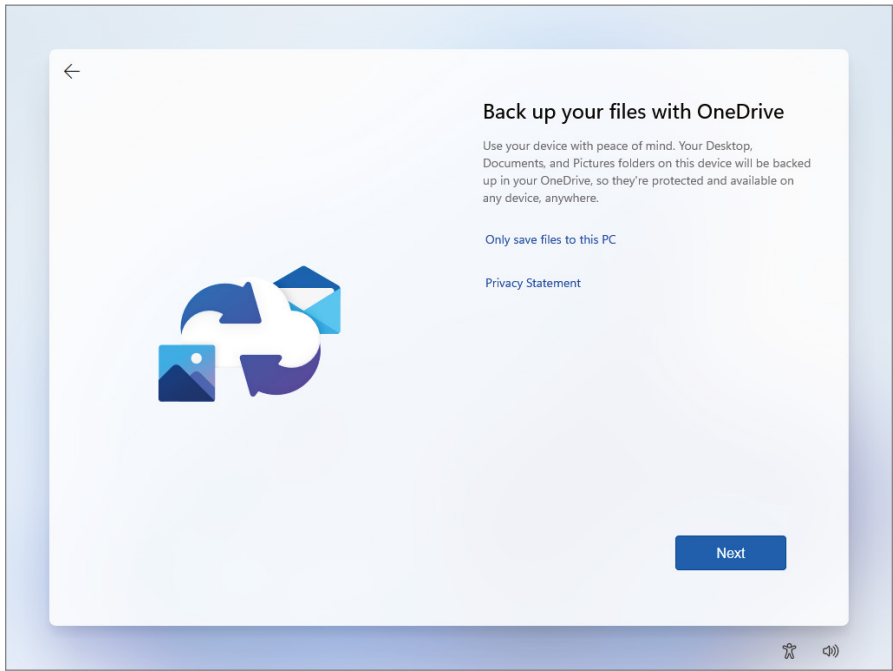 Back up your files with OneDrive
Use your device with peace of mind. Your Desktop,
Documents, and Pictures folders on this device will be backed
up in your OneDrive, so they're protected and available on
any device, anywhere.
Only save files to this PC
Privacy Statement
Next